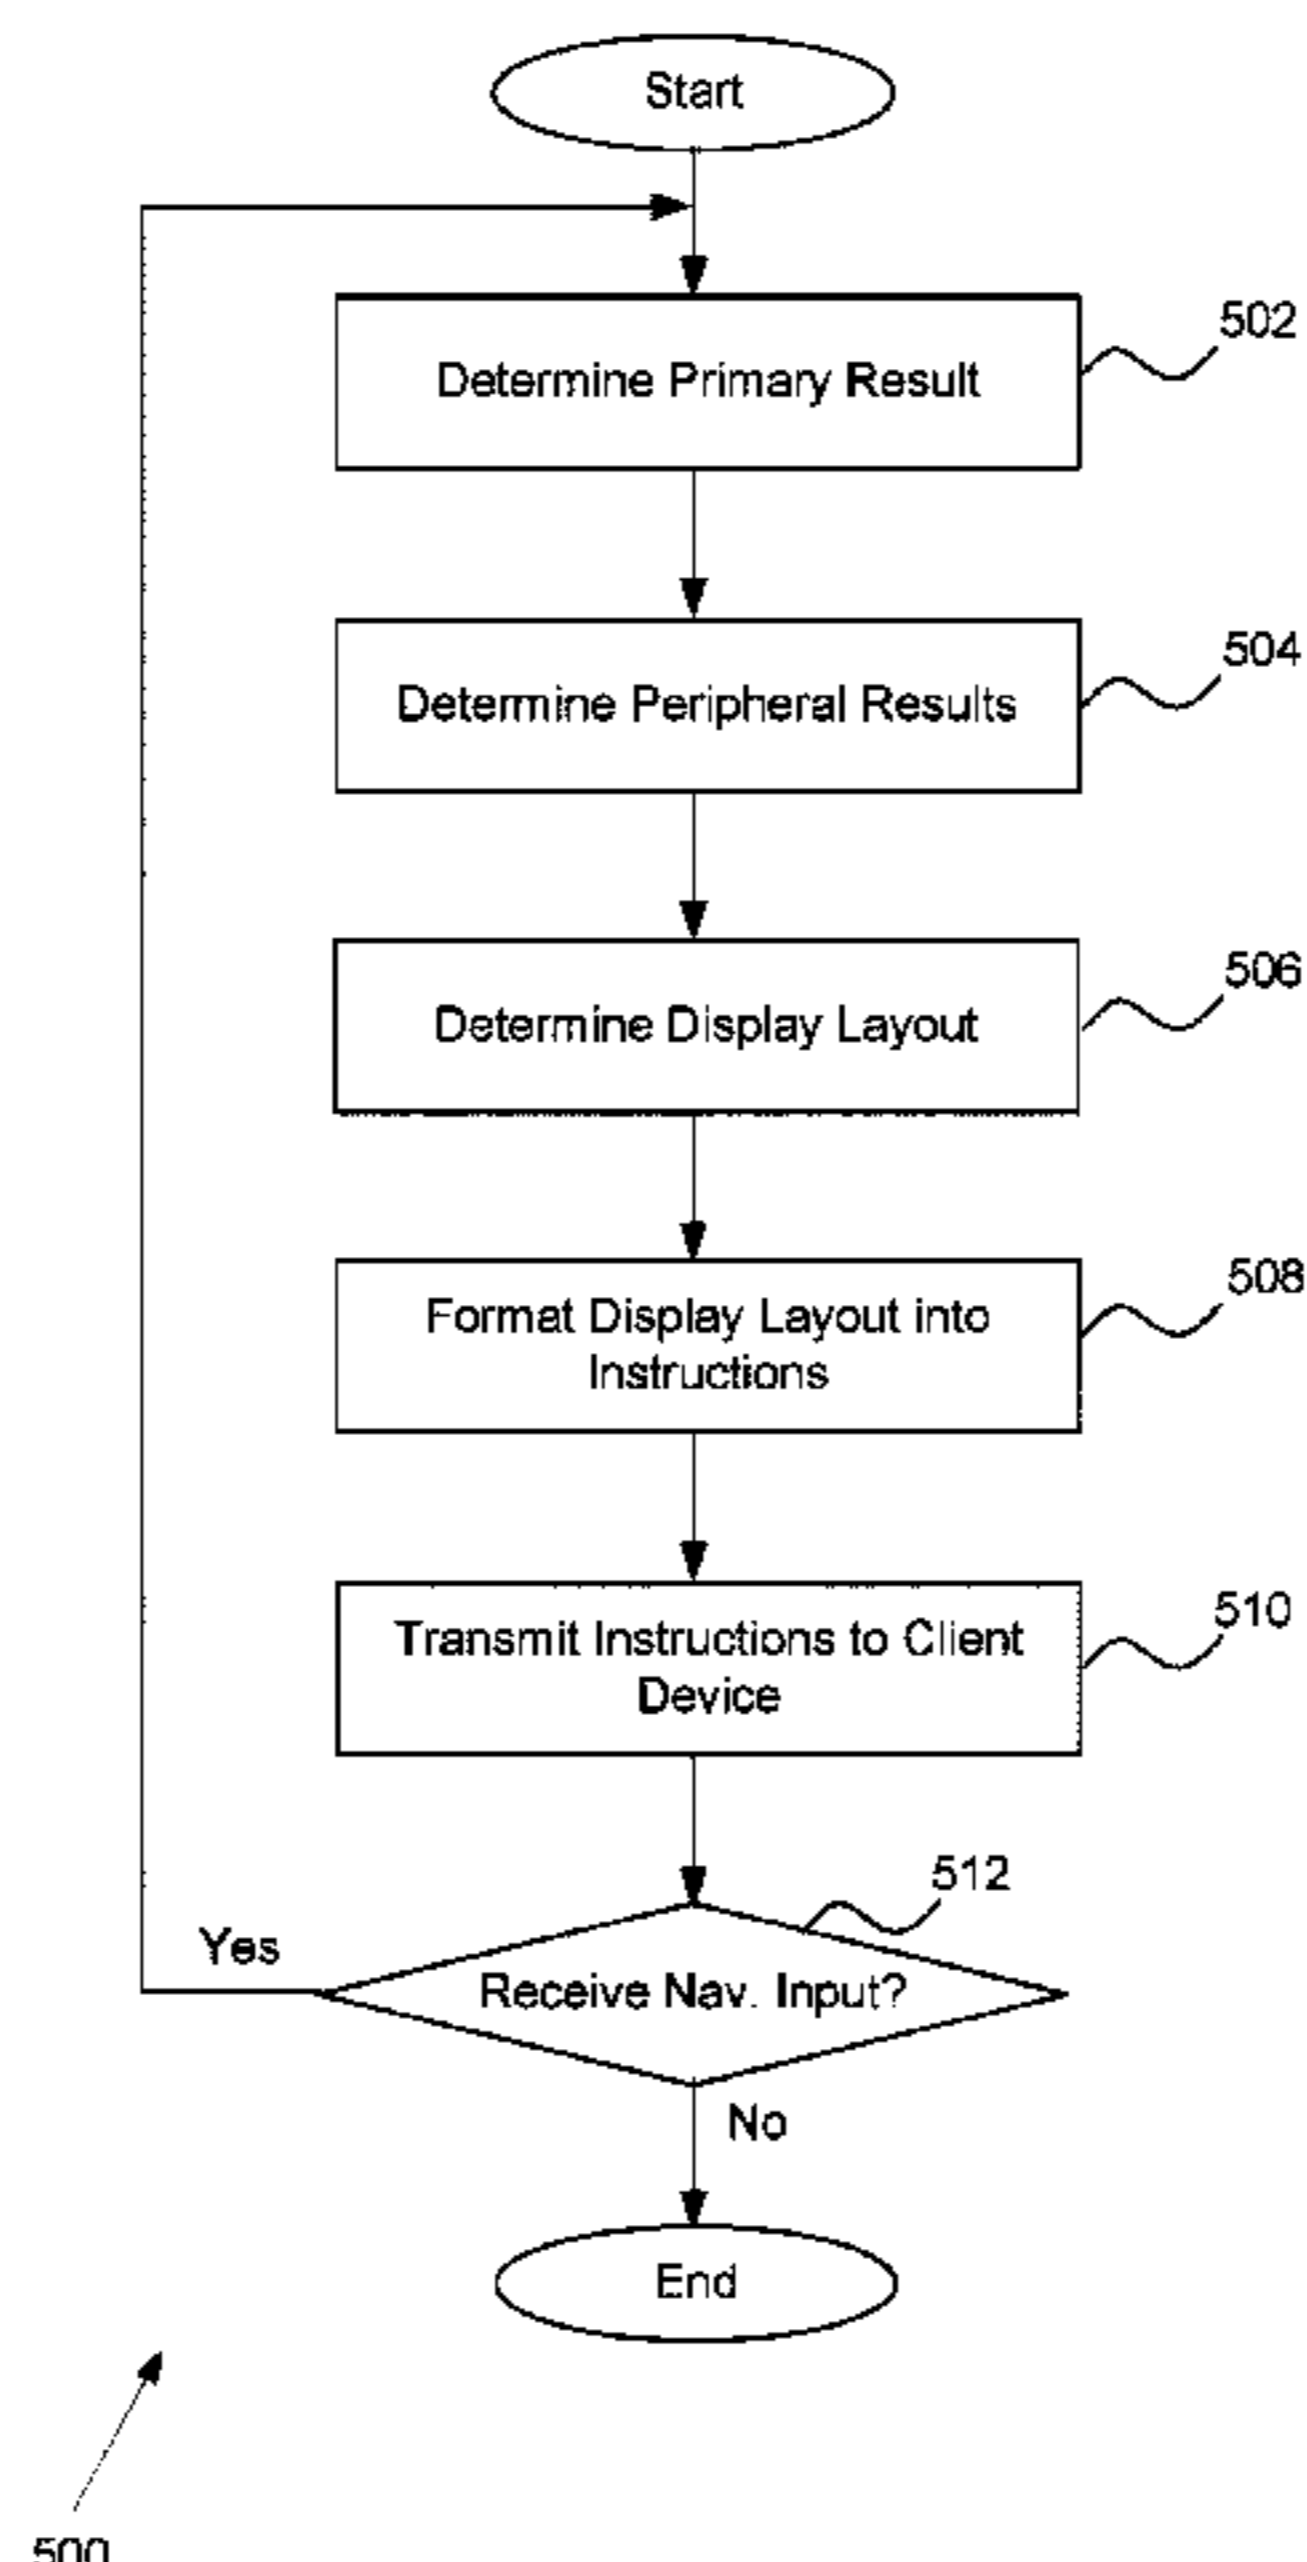 Start
502
Determine Primary Result
504
Determine Peripheral Results
506
Determine Display Layout
508
Format Display Layout into
Instructions
510
Transmit Instructions to Client
Device
512
Yes
Receive Nav. Input?
No
End
500